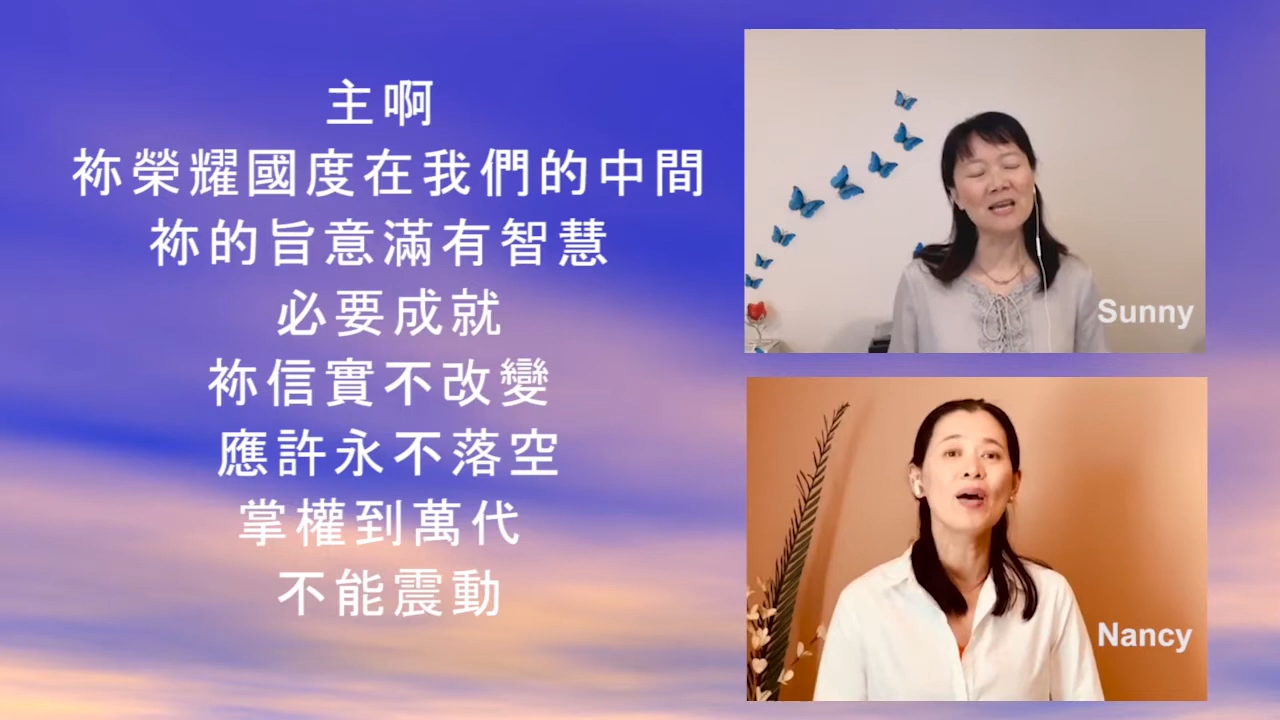 主啊
祢榮耀國度在我們的中間
祢的旨意滿有智慧
必要成就
祢信實不改變
應許永不落空
掌權到萬代
不能震動
Sunny
Nancy